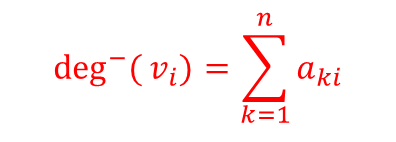 deg⁻( vᵢ) = ∑ₖ₌₁ⁿ aₖᵢ